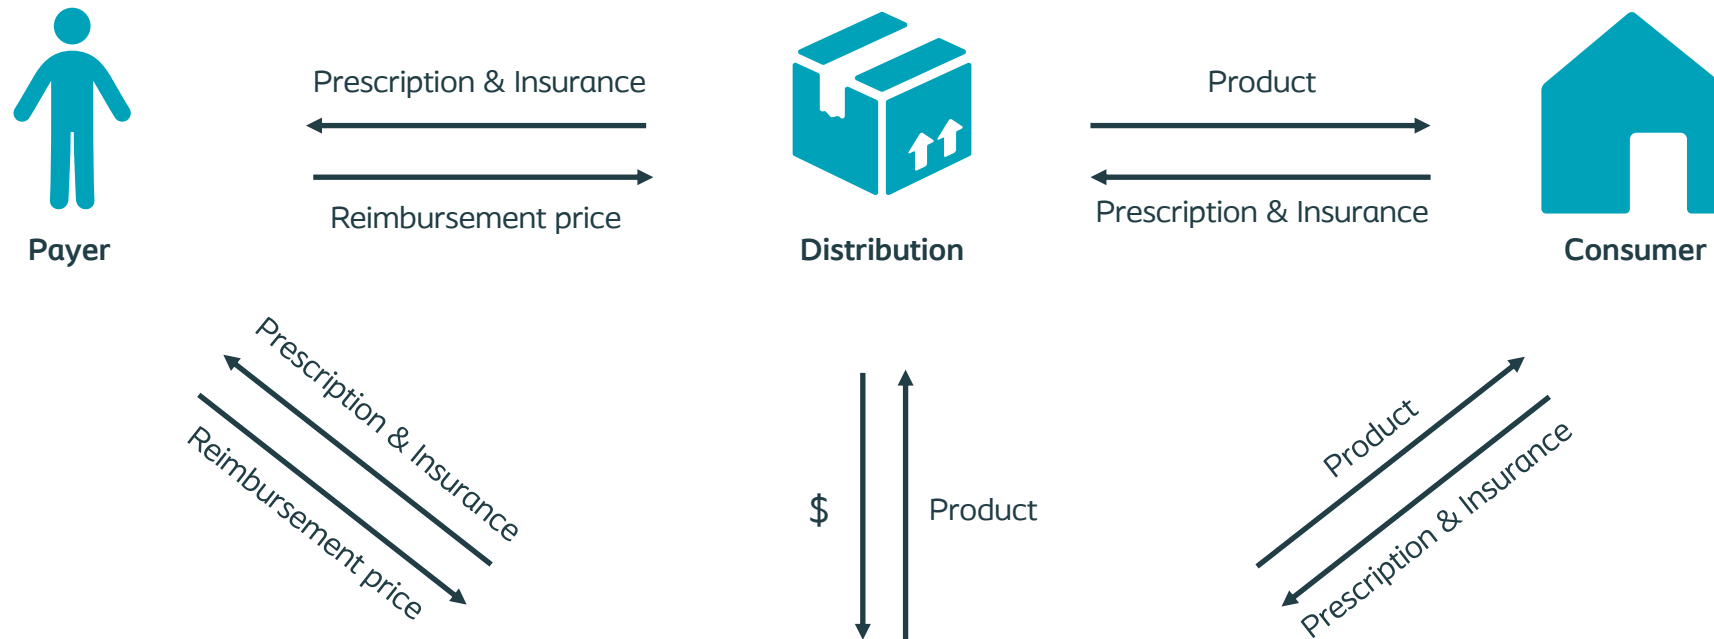 Prescription & Insurance
Product
Reimbursement price
Prescription & Insurance
Payer
Distribution
Consumer
Prescription & Insurance
Reimbursement price
$
Product
Product
Prescription & Insurance